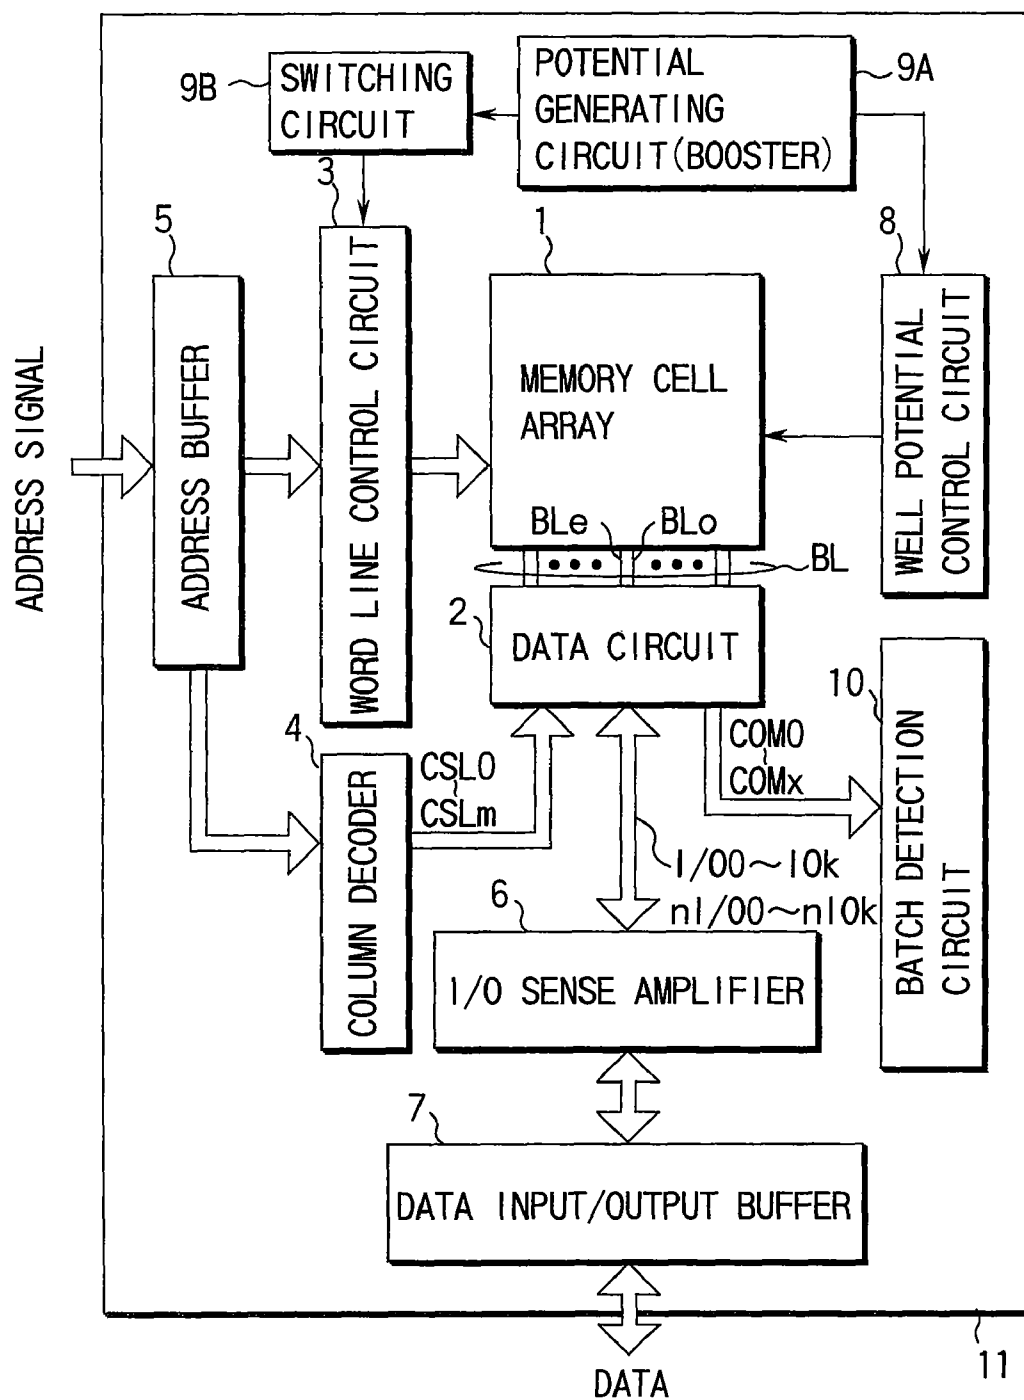 9B
SWITCHING
CIRCUIT
POTENTIAL
GENERATING
CIRCUIT(BOOSTER)
9A
5
3
1
8
ADDRESS SIGNAL
ADDRESS BUFFER
WORD LINE CONTROL CIRCUIT
MEMORY CELL
ARRAY
WELL POTENTIAL
CONTROL CIRCUIT
BLe
BLo
BL
2
DATA CIRCUIT
10
4
COLUMN DECODER
CSL0
~
CSLm
COM0
~
COMx
BATCH DETECTION
CIRCUIT
I/O0~IOk
nI/O0~nIOk
6
I/O SENSE AMPLIFIER
7
DATA INPUT/OUTPUT BUFFER
11
DATA